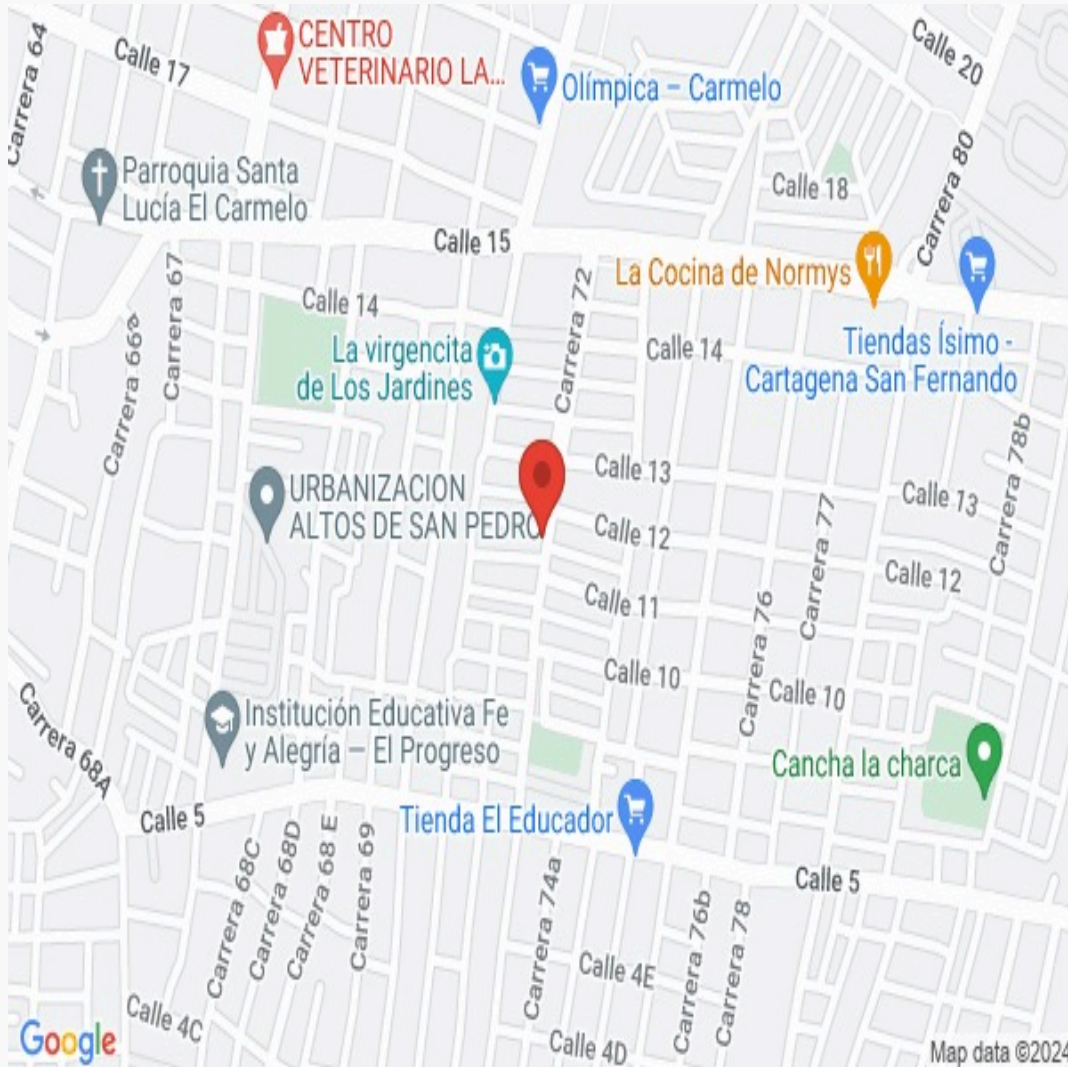 Carrera 64
Calle 17
CENTRO
VETERINARIO LA...
Olímpica – Carmelo
Calle 20
Carrera 80
Parroquia Santa
Lucía El Carmelo
Calle 18
Calle 15
La Cocina de Normys
Carrera 67
Calle 14
Carrera 72
Tiendas Ísimo -
Cartagena San Fernando
La virgencita
de Los Jardines
Calle 14
Carrera 66a
Carrera 78b
Calle 13
Calle 13
URBANIZACION
ALTOS DE SAN PEDRO
Calle 12
Carrera 77
Calle 12
Calle 11
Carrera 76
Calle 10
Calle 10
Carrera 68A
Institución Educativa Fe
y Alegría – El Progreso
Cancha la charca
Calle 5
Tienda El Educador
Calle 5
Carrera 68C
Carrera 68D
Carrera 68 E
Carrera 69
Carrera 74a
Carrera 76b
Carrera 78
Calle 4E
Calle 4C
Calle 4D
Google
Map data ©2024